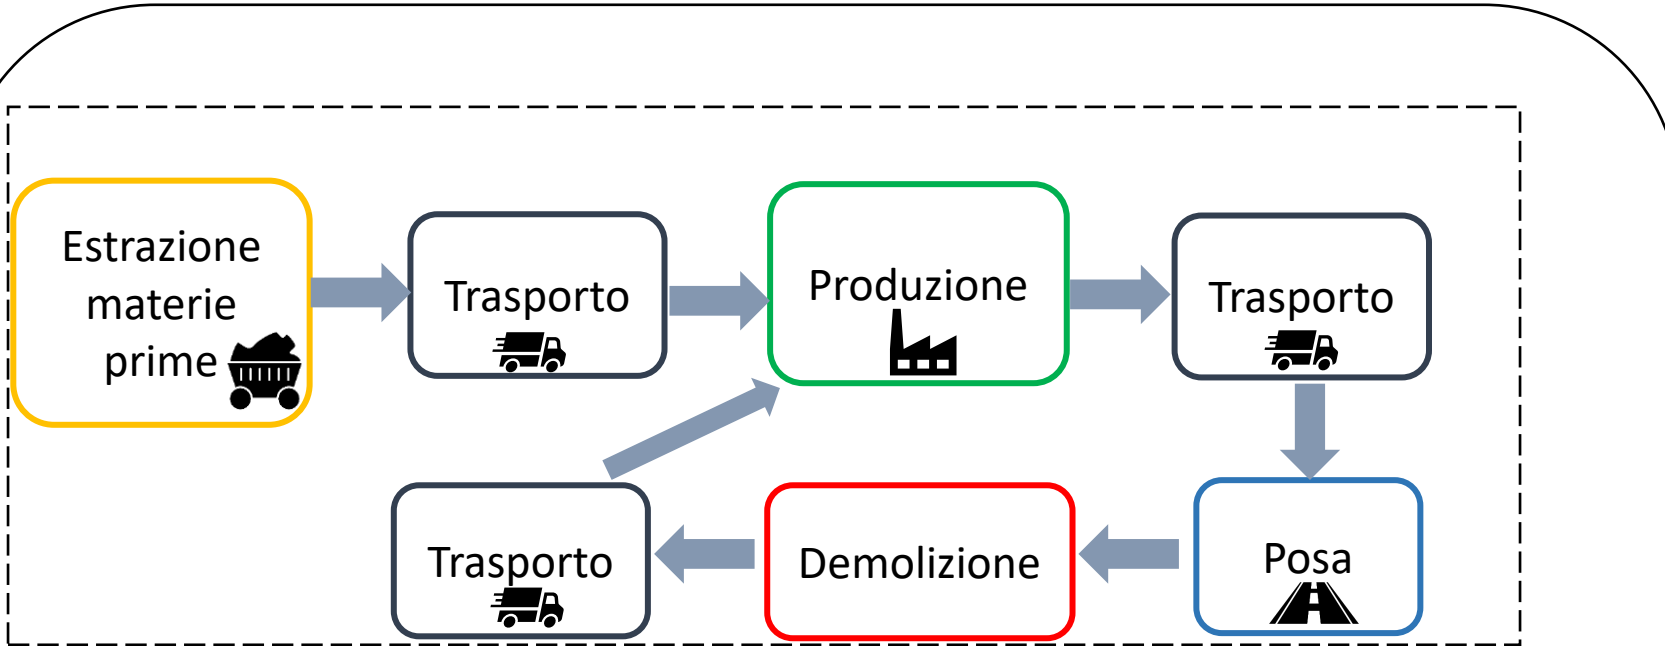 Estrazione
materie
prime
Trasporto
Produzione
Trasporto
Trasporto
Demolizione
Posa